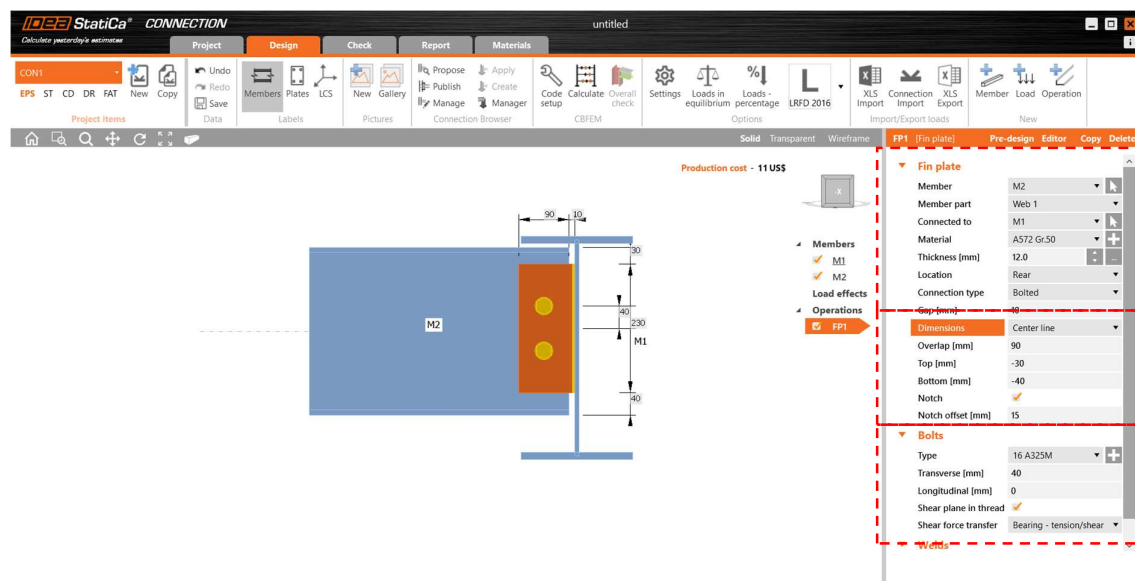 IDEA StatiCa® CONNECTION
Calculate yesterday's estimates
untitled
Project Design Check Report Materials
CON1
EPS ST CD DR FAT
New Copy
Project items
Undo
Redo
Save
Data
Members Plates LCS
Labels
New Gallery
Pictures
Propose Apply
Publish Create
Manage Manager
Connection Browser
Code setup Calculate Overall check
CBFEM
Settings Loads in equilibrium Loads - percentage LRFD 2016
Options
XLS Import Connection Import XLS Export
Import/Export loads
Member Load Operation
New
Solid Transparent Wireframe
FP1 [Fin plate] Pre-design Editor Copy Delete
Production cost - 11 US$
-X
Members
M1
M2
Load effects
Operations
FP1
90 10
30
40
230
M2
M1
40
Fin plate
Member M2
Member part Web 1
Connected to M1
Material A572 Gr.50
Thickness [mm] 12.0
Location Rear
Connection type Bolted
Gap [mm] 10
Dimensions Center line
Overlap [mm] 90
Top [mm] -30
Bottom [mm] -40
Notch
Notch offset [mm] 15
Bolts
Type 16 A325M
Transverse [mm] 40
Longitudinal [mm] 0
Shear plane in thread
Shear force transfer Bearing - tension/shear
Welds